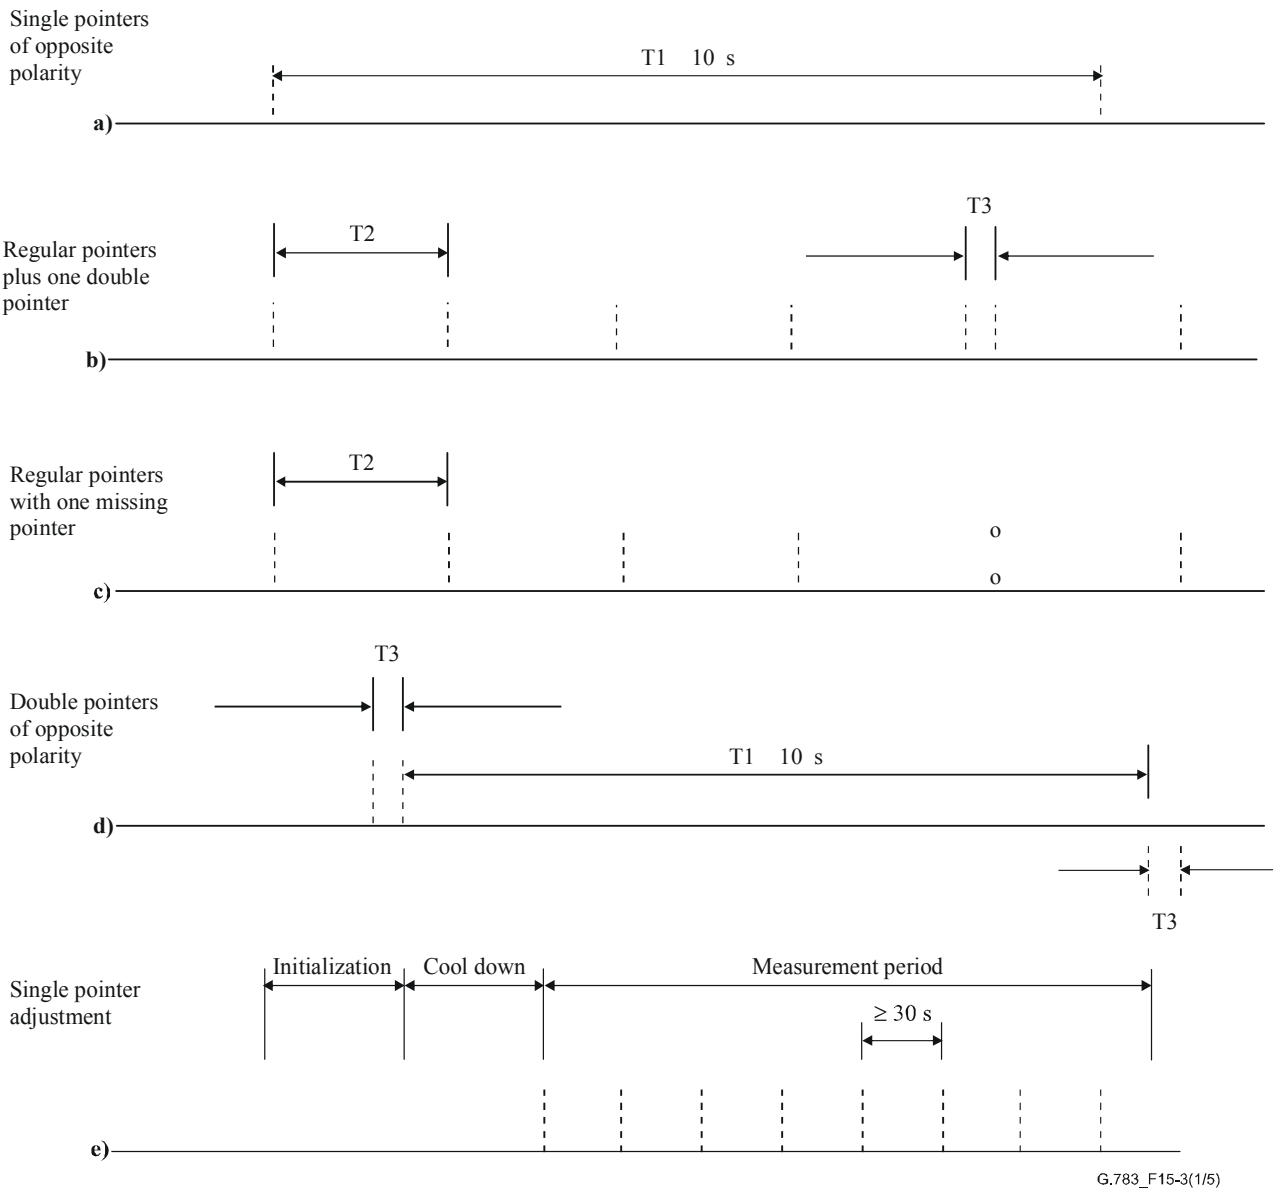 Single pointers
of opposite
polarity
T1 10 s
a)
T3
T2
Regular pointers
plus one double
pointer
b)
T2
Regular pointers
with one missing
pointer
o
o
c)
T3
Double pointers
of opposite
polarity
T1 10 s
d)
T3
Initialization Cool down Measurement period
Single pointer
adjustment
≥ 30 s
e)
G.783_F15-3(1/5)